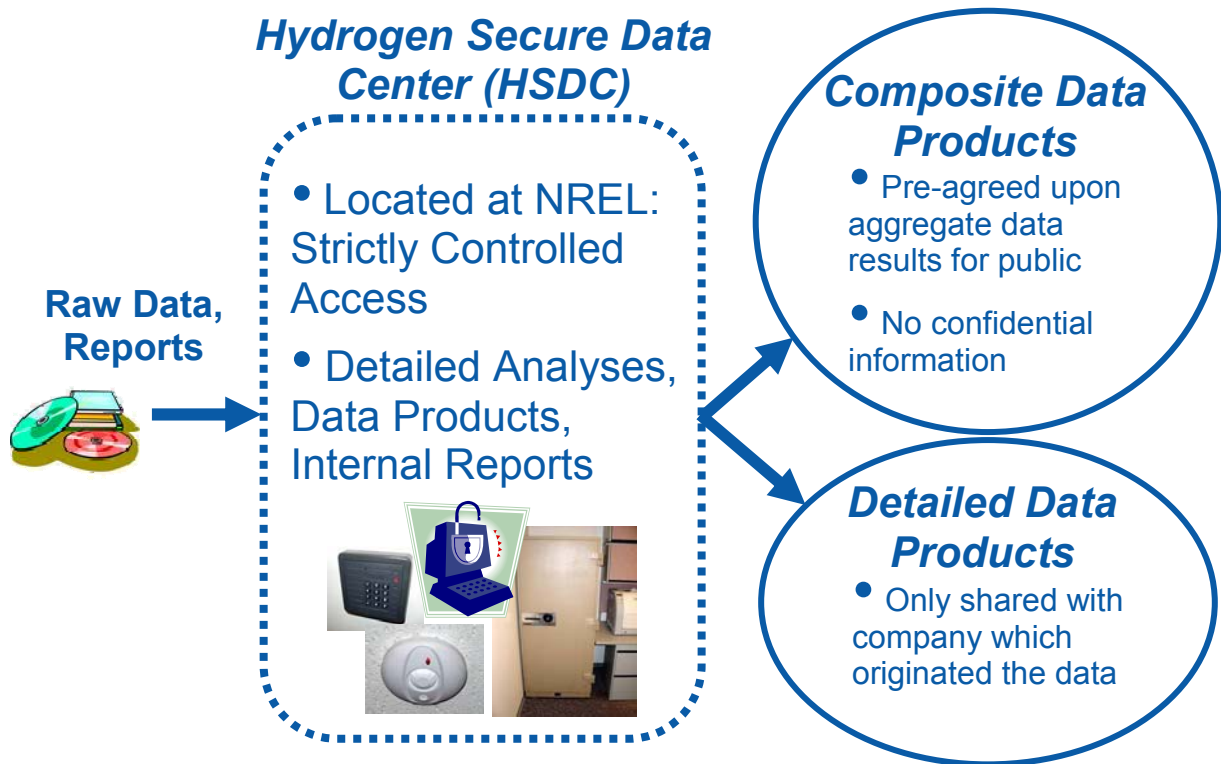 Hydrogen Secure Data
Center (HSDC)
Raw Data,
Reports
• Located at NREL:
Strictly Controlled
Access
• Detailed Analyses,
Data Products,
Internal Reports
Composite Data
Products
• Pre-agreed upon
aggregate data
results for public
• No confidential
information
Detailed Data
Products
• Only shared with
company which
originated the data